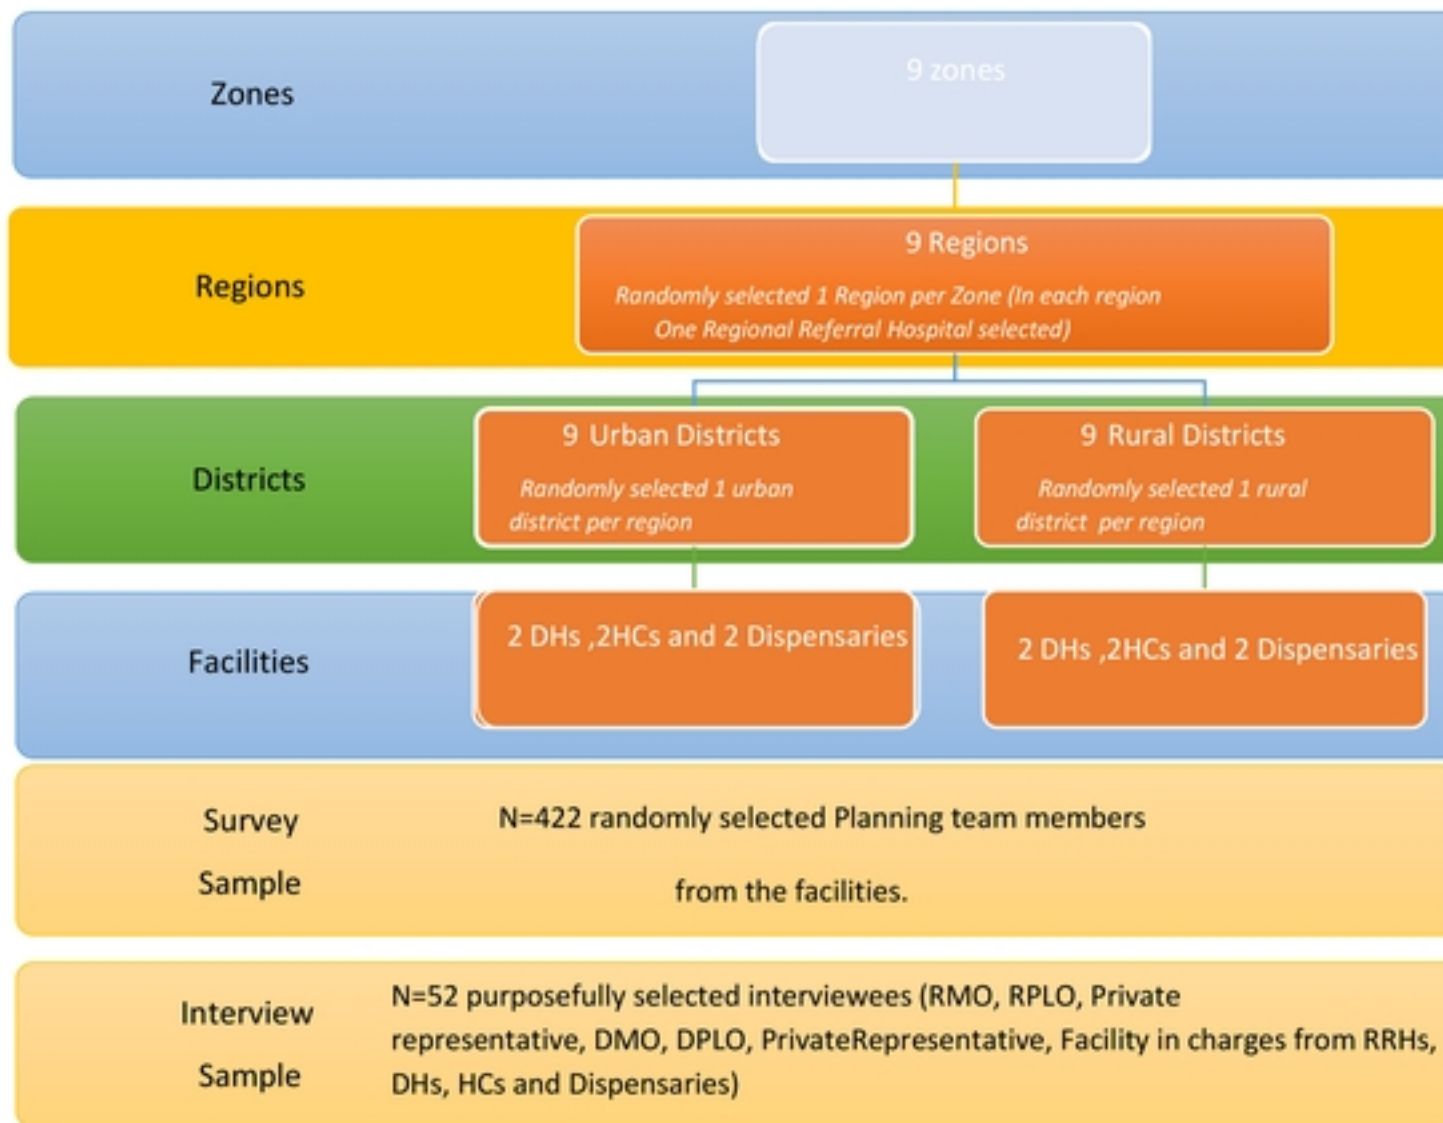 Zones
9 zones
Regions
9 Regions
Randomly selected 1 Region per Zone (In each region
One Regional Referral Hospital selected)
Districts
9 Urban Districts
Randomly selected 1 urban
district per region
9 Rural Districts
Randomly selected 1 rural
district per region
Facilities
2 DHs ,2HCs and 2 Dispensaries
2 DHs ,2HCs and 2 Dispensaries
Survey
Sample
N=422 randomly selected Planning team members
from the facilities.
Interview
Sample
N=52 purposefully selected interviewees (RMO, RPLO, Private
representative, DMO, DPLO, PrivateRepresentative, Facility in charges from RRHs,
DHs, HCs and Dispensaries)